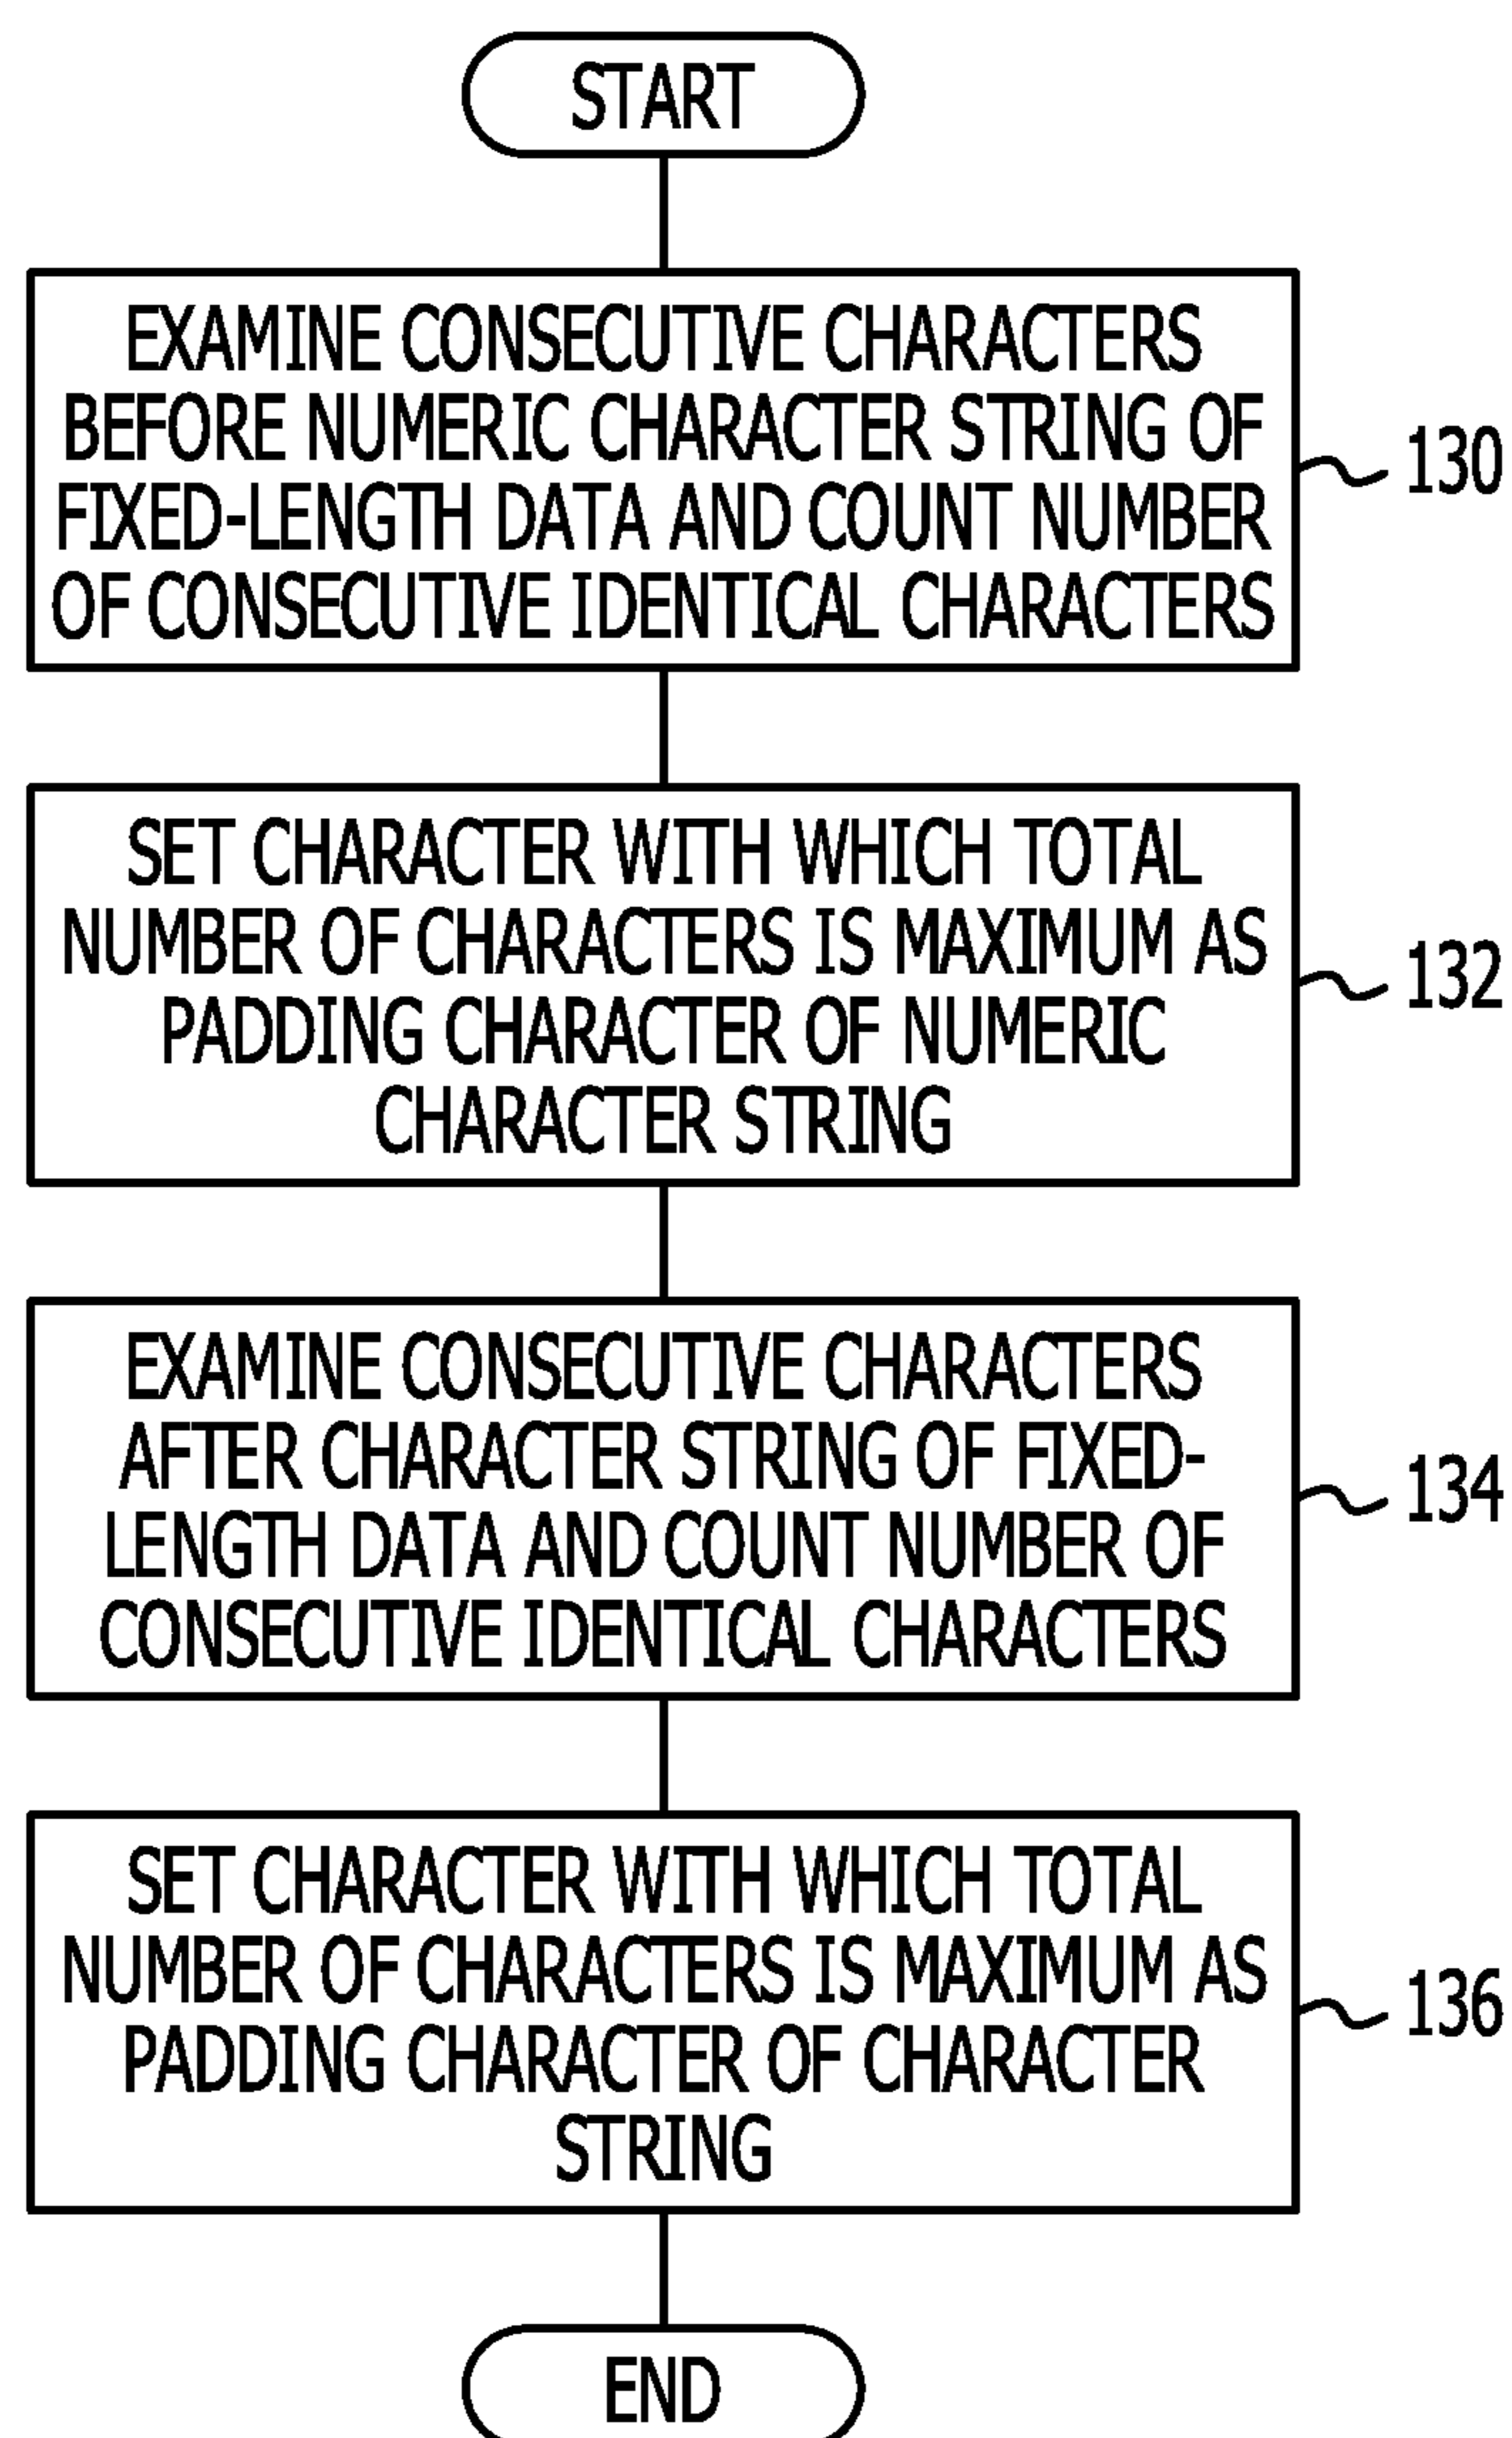 START
EXAMINE CONSECUTIVE CHARACTERS
BEFORE NUMERIC CHARACTER STRING OF
FIXED-LENGTH DATA AND COUNT NUMBER
OF CONSECUTIVE IDENTICAL CHARACTERS
130
SET CHARACTER WITH WHICH TOTAL
NUMBER OF CHARACTERS IS MAXIMUM AS
PADDING CHARACTER OF NUMERIC
CHARACTER STRING
132
EXAMINE CONSECUTIVE CHARACTERS
AFTER CHARACTER STRING OF FIXED-
LENGTH DATA AND COUNT NUMBER OF
CONSECUTIVE IDENTICAL CHARACTERS
134
SET CHARACTER WITH WHICH TOTAL
NUMBER OF CHARACTERS IS MAXIMUM AS
PADDING CHARACTER OF CHARACTER
STRING
136
END